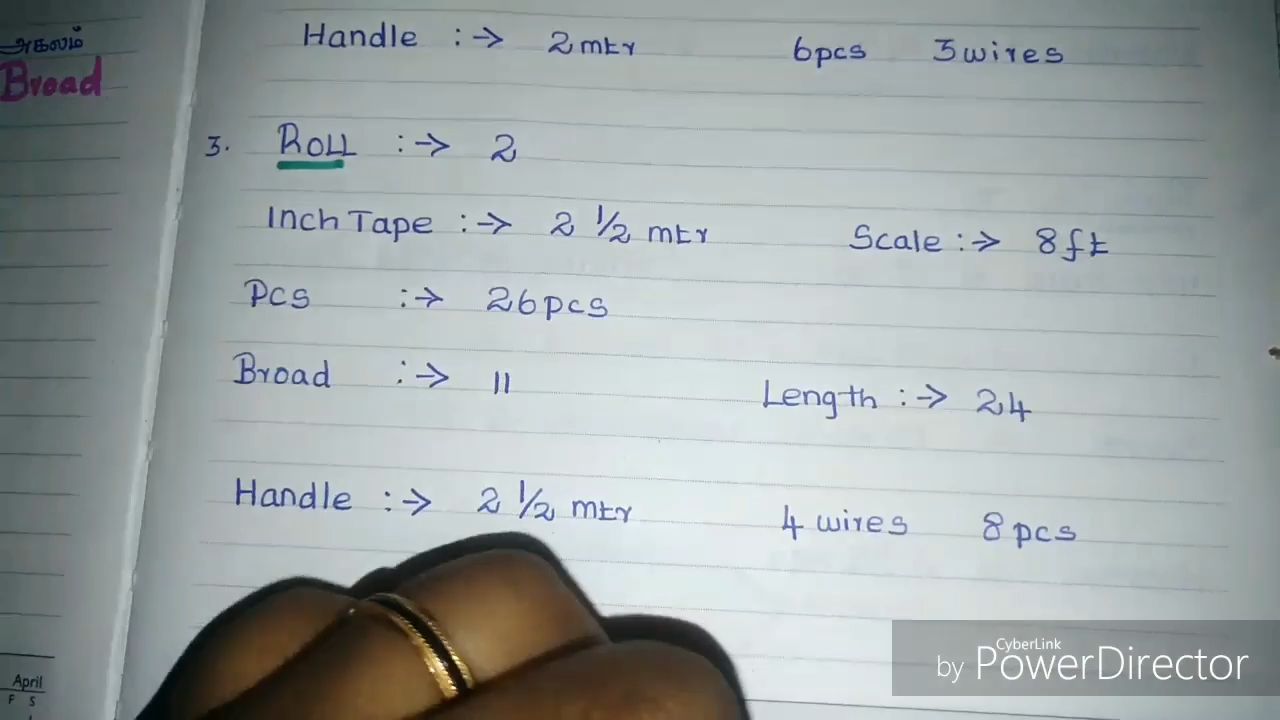 அகலம்
Broad
Handle :-> 2mtr 6pcs 3wires
3. ROLL :-> 2
Inch Tape :-> 2 1/2 mtr Scale :-> 8ft
Pcs :-> 26pcs
Broad :-> 11 Length :-> 24
Handle :-> 2 1/2 mtr 4 wires 8pcs
April
F S
CyberLink
by PowerDirector